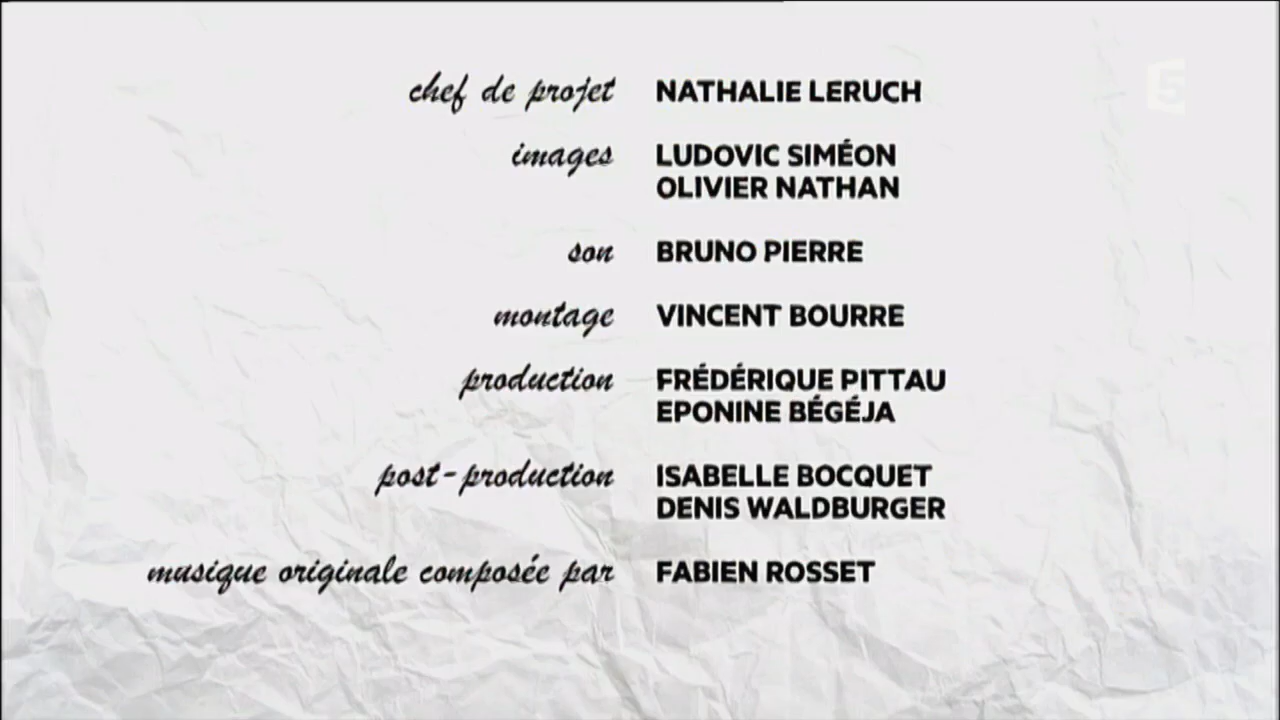 chef de projet NATHALIE LERUCH
images LUDOVIC SIMÉON
OLIVIER NATHAN
son BRUNO PIERRE
montage VINCENT BOURRE
production FRÉDÉRIQUE PITTAU
EPONINE BÉGÉJA
post-production ISABELLE BOCQUET
DENIS WALDBURGER
musique originale composée par FABIEN ROSSET
5